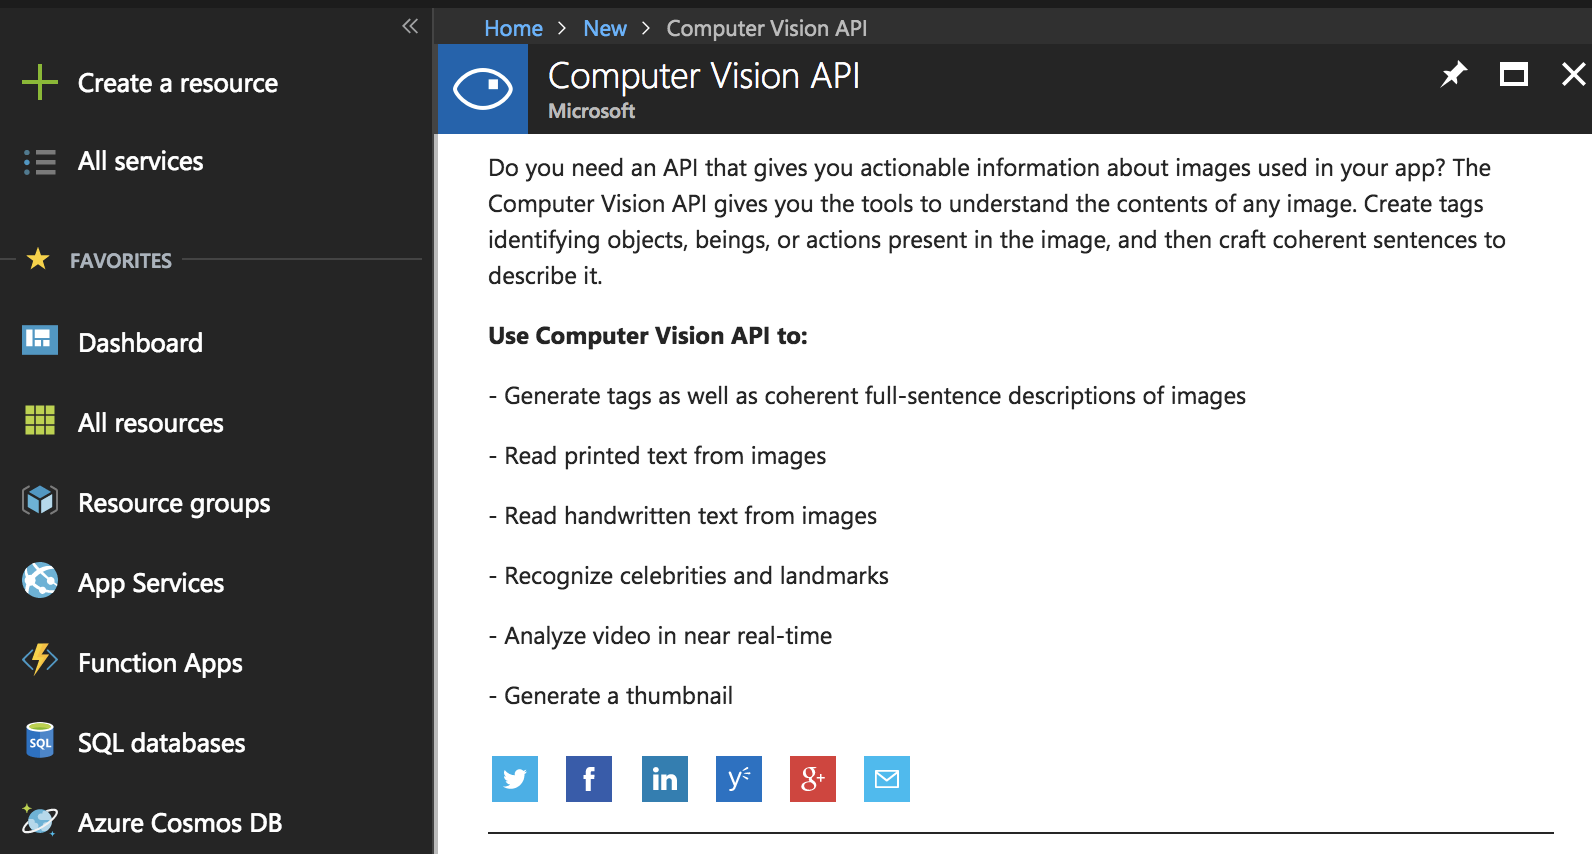 Home > New > Computer Vision API
Computer Vision API
Microsoft
Create a resource
All services
FAVORITES
Dashboard
All resources
Resource groups
App Services
Function Apps
SQL
SQL databases
Azure Cosmos DB
Do you need an API that gives you actionable information about images used in your app? The
Computer Vision API gives you the tools to understand the contents of any image. Create tags
identifying objects, beings, or actions present in the image, and then craft coherent sentences to
describe it.
Use Computer Vision API to:
- Generate tags as well as coherent full-sentence descriptions of images
- Read printed text from images
- Read handwritten text from images
- Recognize celebrities and landmarks
- Analyze video in near real-time
- Generate a thumbnail
f in y g+